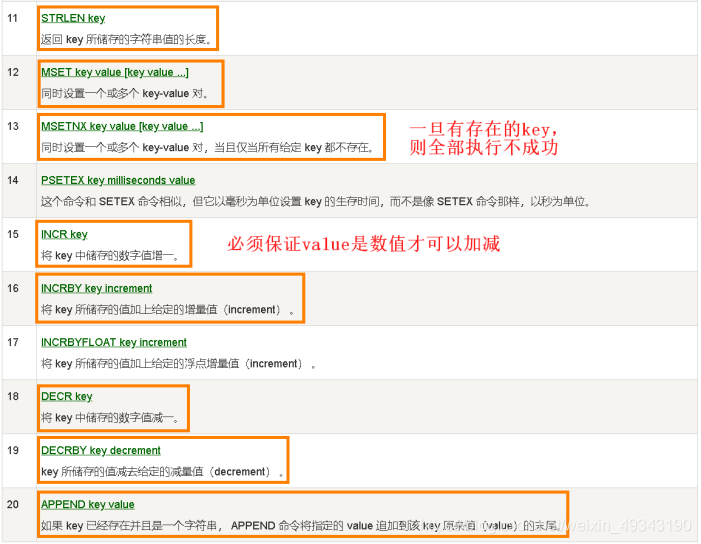 11
STRLEN key
返回 key 所储存的字符串值的长度。
12
MSET key value [key value ...]
同时设置一个或多个 key-value 对。
13
MSETNX key value [key value ...]
同时设置一个或多个 key-value 对，当且仅当所有给定 key 都不存在。
一旦有存在的key，
则全部执行不成功
14
PSETEX key milliseconds value
这个命令和 SETEX 命令相似，但它以毫秒为单位设置 key 的生存时间，而不是像 SETEX 命令那样，以秒为单位。
15
INCR key
将 key 中储存的数字值增一。
必须保证value是数值才可以加减
16
INCRBY key increment
将 key 所储存的值加上给定的增量值（increment） 。
17
INCRBYFLOAT key increment
将 key 所储存的值加上给定的浮点增量值（increment） 。
18
DECR key
将 key 中储存的数字值减一。
19
DECRBY key decrement
key 所储存的值减去给定的减量值（decrement） 。
20
APPEND key value
如果 key 已经存在并且是一个字符串， APPEND 命令将指定的 value 追加到该 key 原来值（value）的末尾。
weixin_49343190